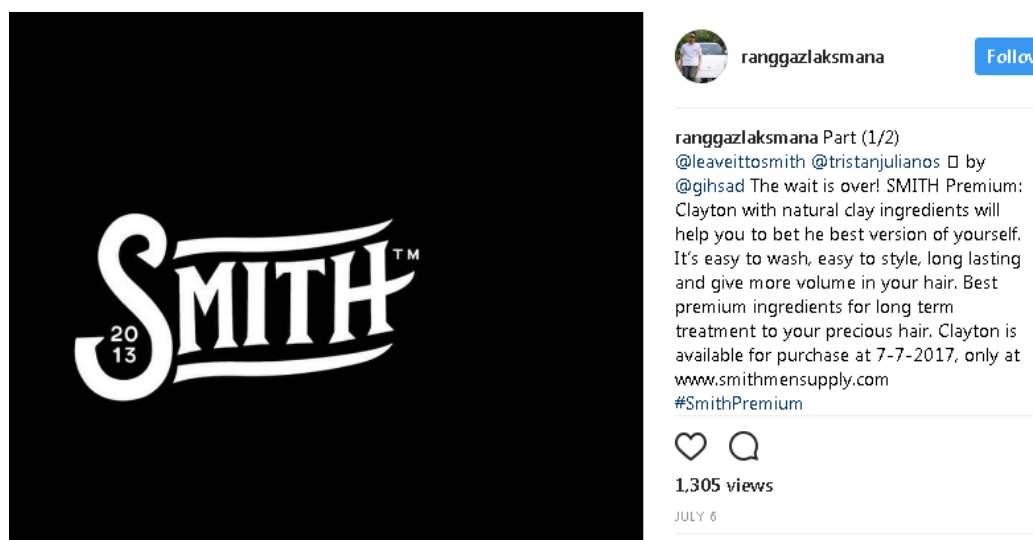 SMITH™
20
13
ranggazlaksmana
Follow
ranggazlaksmana Part (1/2)
@leaveittosmith @tristanjulianos by
@gihsad The wait is over! SMITH Premium:
Clayton with natural clay ingredients will
help you to bet he best version of yourself.
It's easy to wash, easy to style, long lasting
and give more volume in your hair. Best
premium ingredients for long term
treatment to your precious hair. Clayton is
available for purchase at 7-7-2017, only at
www.smithmensupply.com
#SmithPremium
1,305 views
JULY 6